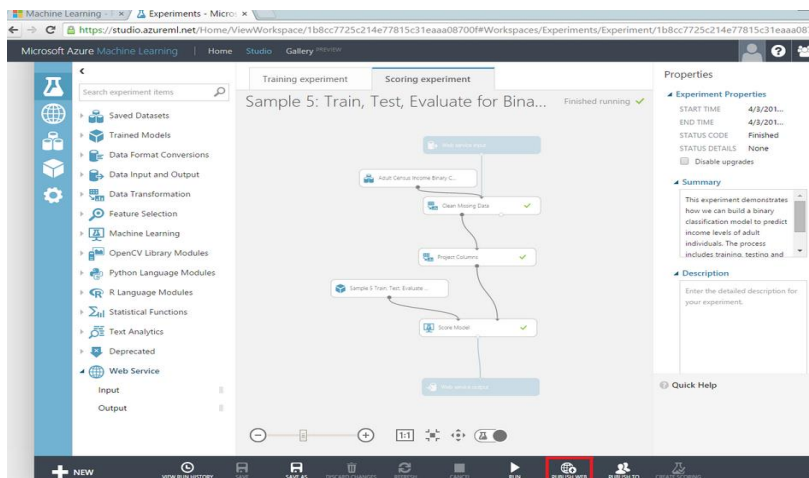 Machine Learning -
Experiments - Micros
https://studio.azureml.net/Home/ViewWorkspace/1b8cc7725c214e77815c31eaaa08700f#Workspaces/Experiments/Experiment/1b8cc7725c214e77815c31eaaa08
Microsoft Azure Machine Learning | Home Studio Gallery PREVIEW
Search experiment items
Saved Datasets
Trained Models
Data Format Conversions
Data Input and Output
Data Transformation
Feature Selection
Machine Learning
OpenCV Library Modules
Python Language Modules
R Language Modules
Statistical Functions
Text Analytics
Deprecated
Web Service
Input
Output
Training experiment
Scoring experiment
Sample 5: Train, Test, Evaluate for Bina...
Finished running
Web service input
Adult Census Income Binary C...
Clean Missing Data
Project Columns
Sample 5 Train, Test, Evaluate ...
Score Model
Web service output
1:1
Properties
Experiment Properties
START TIME 4/3/201...
END TIME 4/3/201...
STATUS CODE Finished
STATUS DETAILS None
Disable upgrades
Summary
This experiment demonstrates
how we can build a binary
classification model to predict
income levels of adult
individuals. The process
includes training, testing and
Description
Enter the detailed description for
your experiment.
Quick Help
NEW
VIEW RUN HISTORY
SAVE
SAVE AS
DISCARD CHANGES
REFRESH
CANCEL
RUN
PUBLISH WEB
PUBLISH TO
CREATE SCORING